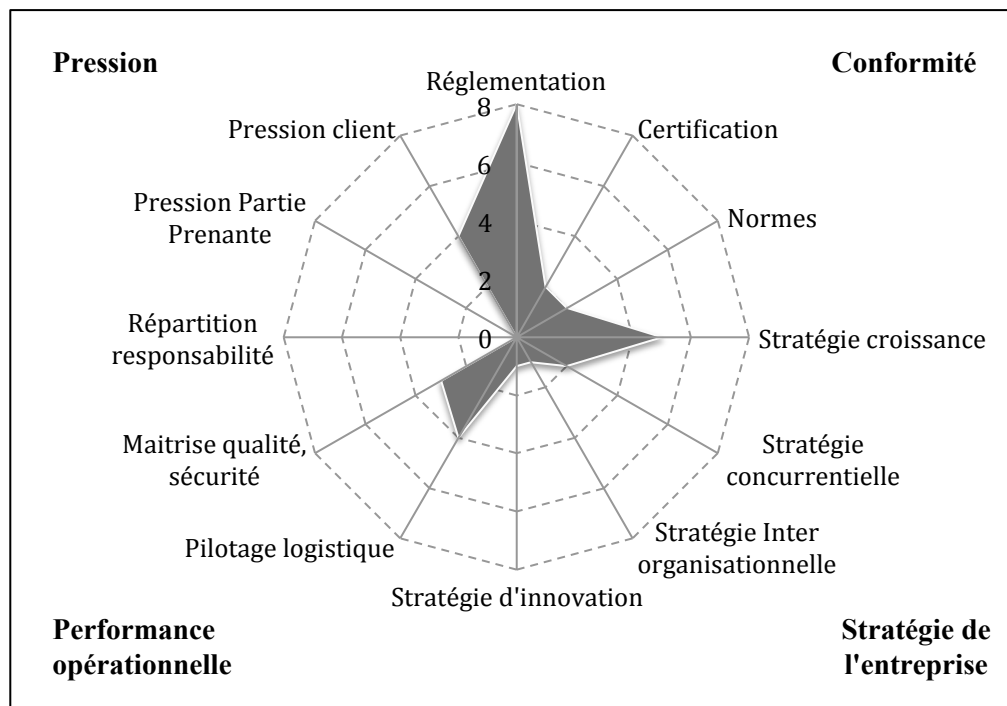 Pression
Conformité
Réglementation
8
Pression client
Certification
6
Pression Partie
Prenante
Normes
4
2
Répartition
responsabilité
0
Stratégie croissance
Maitrise qualité,
sécurité
Stratégie
concurrentielle
Pilotage logistique
Stratégie Inter
organisationnelle
Stratégie d'innovation
Performance
opérationnelle
Stratégie de
l'entreprise